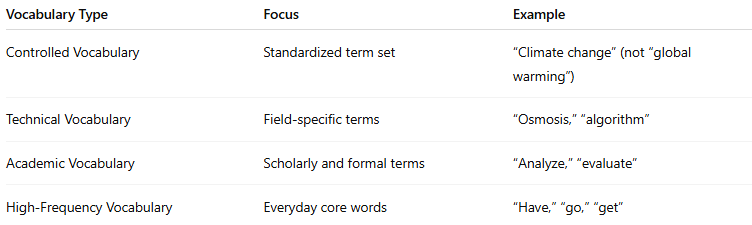 Vocabulary Type Focus Example
Controlled Vocabulary Standardized term set “Climate change” (not “global
warming”)
Technical Vocabulary Field-specific terms “Osmosis,” “algorithm”
Academic Vocabulary Scholarly and formal terms “Analyze,” “evaluate”
High-Frequency Vocabulary Everyday core words “Have,” “go,” “get”